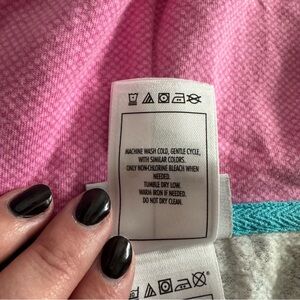 MACHINE WASH COLD, GENTLE CYCLE,
WITH SIMILAR COLORS.
ONLY NON-CHLORINE BLEACH WHEN
NEEDED.
TUMBLE DRY LOW.
WARM IRON IF NEEDED.
DO NOT DRY CLEAN.